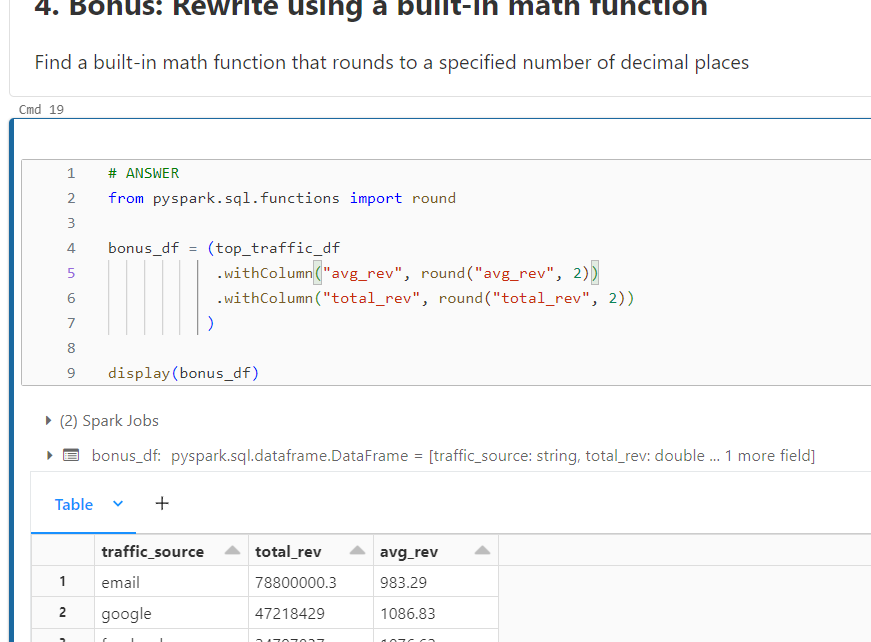 4. Bonus: Rewrite using a built-in math function
Find a built-in math function that rounds to a specified number of decimal places
Cmd 19
1 # ANSWER
2 from pyspark.sql.functions import round
3
4 bonus_df = (top_traffic_df
5 .withColumn("avg_rev", round("avg_rev", 2))
6 .withColumn("total_rev", round("total_rev", 2))
7 )
8
9 display(bonus_df)
(2) Spark Jobs
bonus_df: pyspark.sql.dataframe.DataFrame = [traffic_source: string, total_rev: double ... 1 more field]
Table +
traffic_source total_rev avg_rev
1 email 78800000.3 983.29
2 google 47218429 1086.83